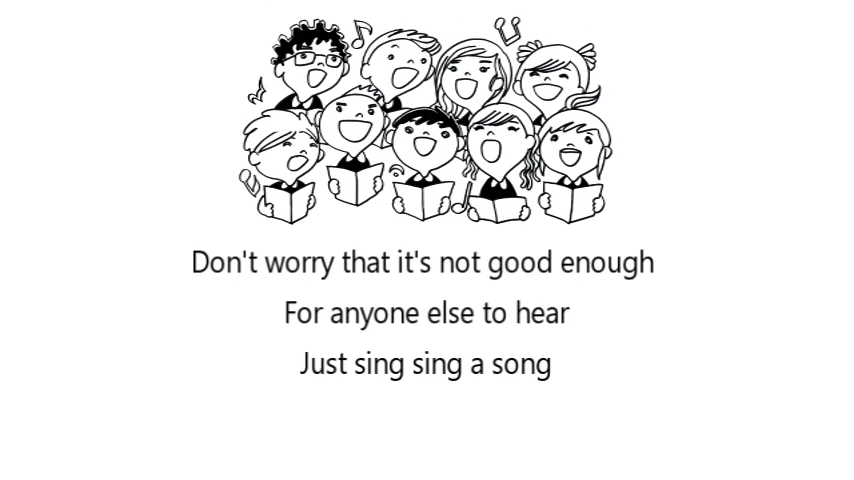 Don't worry that it's not good enough
For anyone else to hear
Just sing sing a song